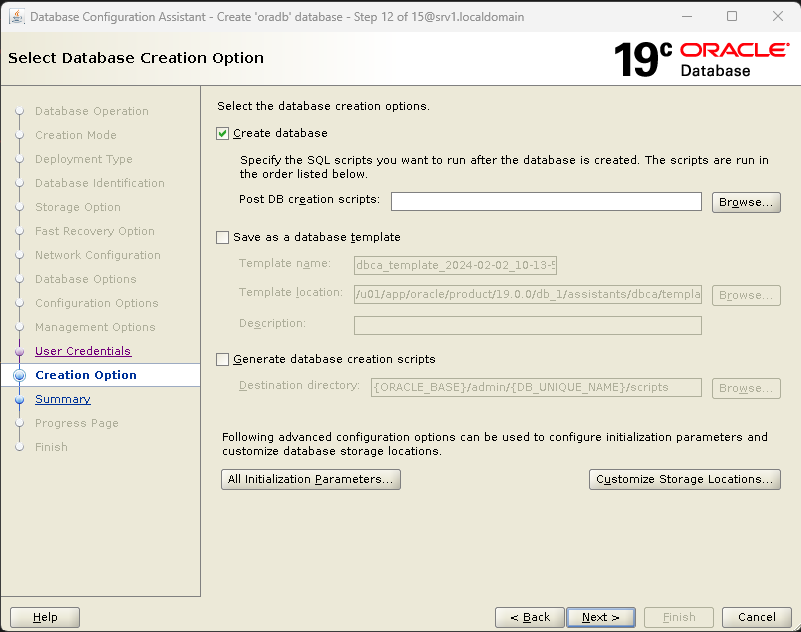 Database Configuration Assistant - Create 'oradb' database - Step 12 of 15@srv1.localdomain
Select Database Creation Option
19c ORACLE
Database
Database Operation
Creation Mode
Deployment Type
Database Identification
Storage Option
Fast Recovery Option
Network Configuration
Database Options
Configuration Options
Management Options
User Credentials
Creation Option
Summary
Progress Page
Finish
Select the database creation options.
Create database
Specify the SQL scripts you want to run after the database is created. The scripts are run in
the order listed below.
Post DB creation scripts:
Browse...
Save as a database template
Template name: dbca_template_2024-02-02_10-13-
Template location: /u01/app/oracle/product/19.0.0/db_1/assistants/dbca/templa
Browse...
Description:
Generate database creation scripts
Destination directory: {ORACLE_BASE}/admin/{DB_UNIQUE_NAME}/scripts
Browse...
Following advanced configuration options can be used to configure initialization parameters and
customize database storage locations.
All Initialization Parameters... Customize Storage Locations...
Help < Back Next > Finish Cancel